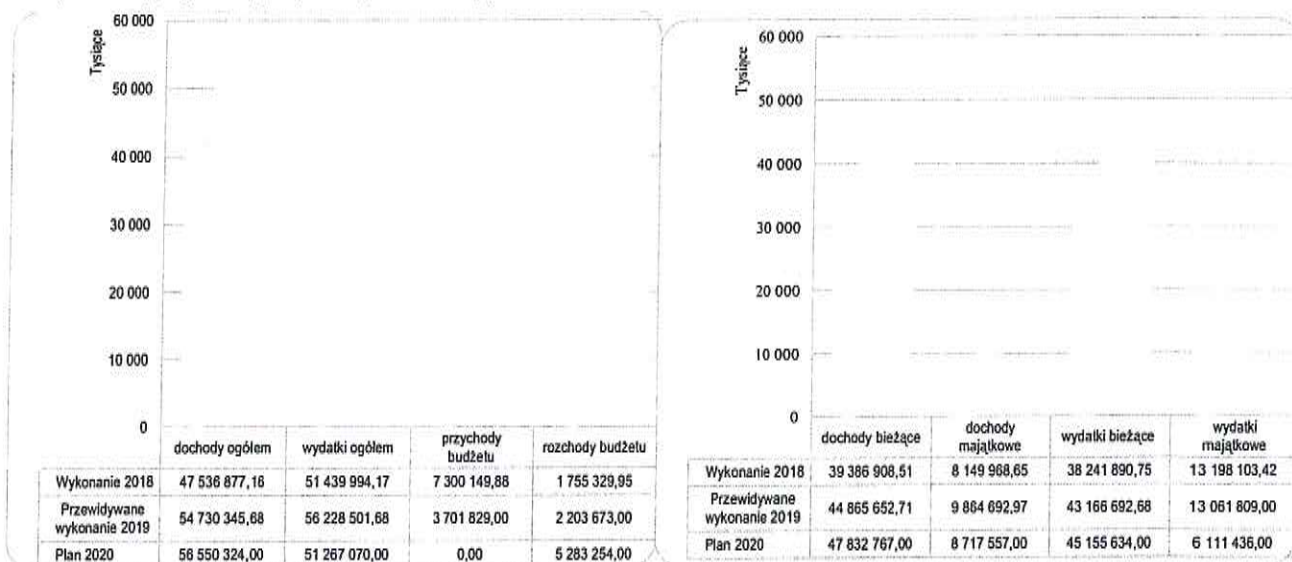 Tysiące
60 000
50 000
40 000
30 000
20 000
10 000
0
dochody ogółem wydatki ogółem przychody budżetu rozchody budżetu
Wykonanie 2018 47 536 877,16 51 439 994,17 7 300 149,88 1 755 329,95
Przewidywane wykonanie 2019 54 730 345,68 56 228 501,68 3 701 829,00 2 203 673,00
Plan 2020 56 550 324,00 51 267 070,00 0,00 5 283 254,00
Tysiące
60 000
50 000
40 000
30 000
20 000
10 000
0
dochody bieżące dochody majątkowe wydatki bieżące wydatki majątkowe
Wykonanie 2018 39 386 908,51 8 149 968,65 38 241 890,75 13 198 103,42
Przewidywane wykonanie 2019 44 865 652,71 9 864 692,97 43 166 692,68 13 061 809,00
Plan 2020 47 832 767,00 8 717 557,00 45 155 634,00 6 111 436,00